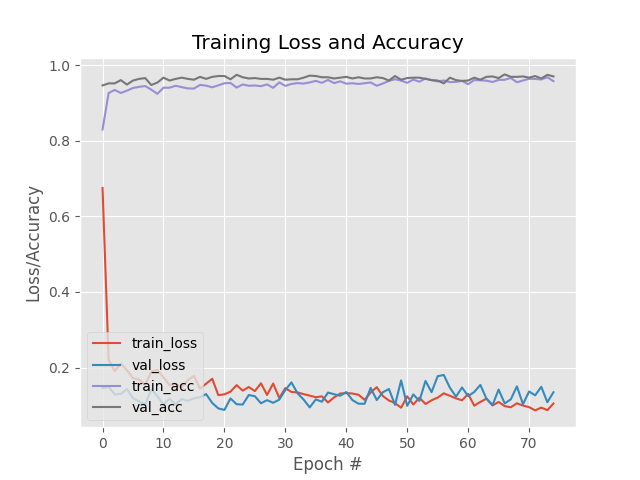 Training Loss and Accuracy
Loss/Accuracy
1.0
0.8
0.6
0.4
0.2
train_loss
val_loss
train_acc
val_acc
0 10 20 30 40 50 60 70
Epoch #